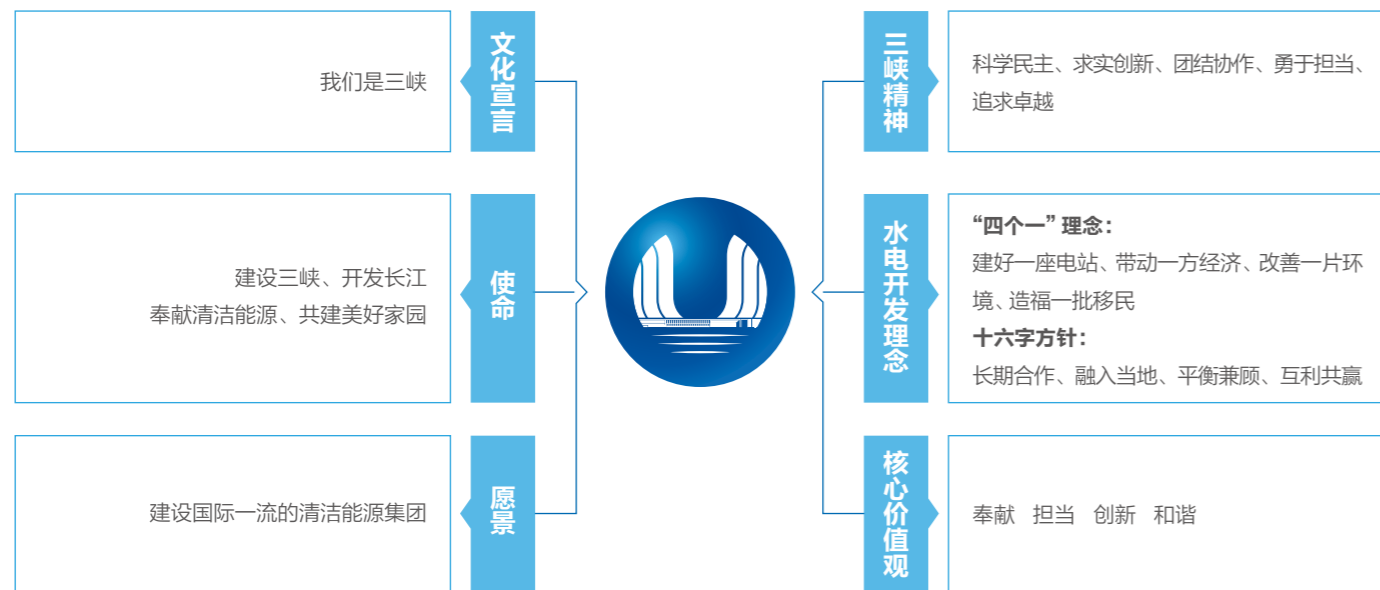 文化宣言
我们是三峡
使命
建设三峡、开发长江
奉献清洁能源、共建美好家园
愿景
建设国际一流的清洁能源集团
三峡精神
科学民主、求实创新、团结协作、勇于担当、
追求卓越
水电开发理念
“四个一”理念：
建好一座电站、带动一方经济、改善一片环
境、造福一批移民
十六字方针：
长期合作、融入当地、平衡兼顾、互利共赢
核心价值观
奉献 担当 创新 和谐